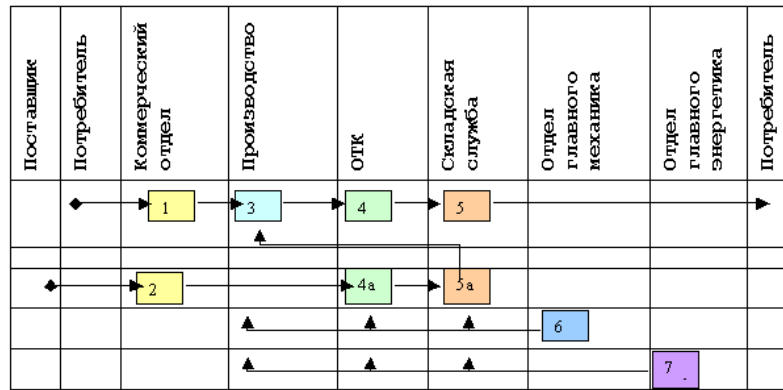 Поставщик
Потребитель
Коммерческий
отдел
Производство
ОТК
Складская
служба
Отдел
главного
механика
Отдел
главного
энергетика
Потребитель
1
3
4
5
2
4а
5а
6
7